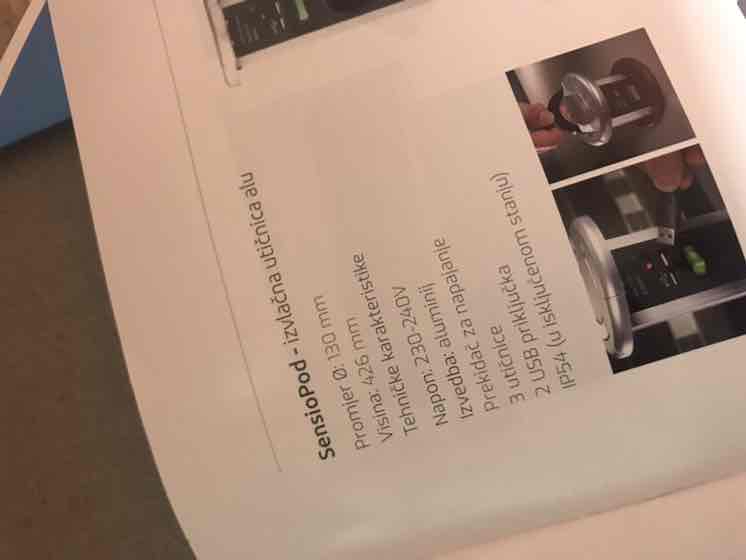 SensioPod - izvlačna utičnica alu
Promjer Ø: 130 mm
Visina: 426 mm
Tehničke karakteristike
Napon: 230-240V
Izvedba: aluminij
Prekidač za napajanje
3 utičnice
2 USB priključka
IP54 (u isključenom stanju)